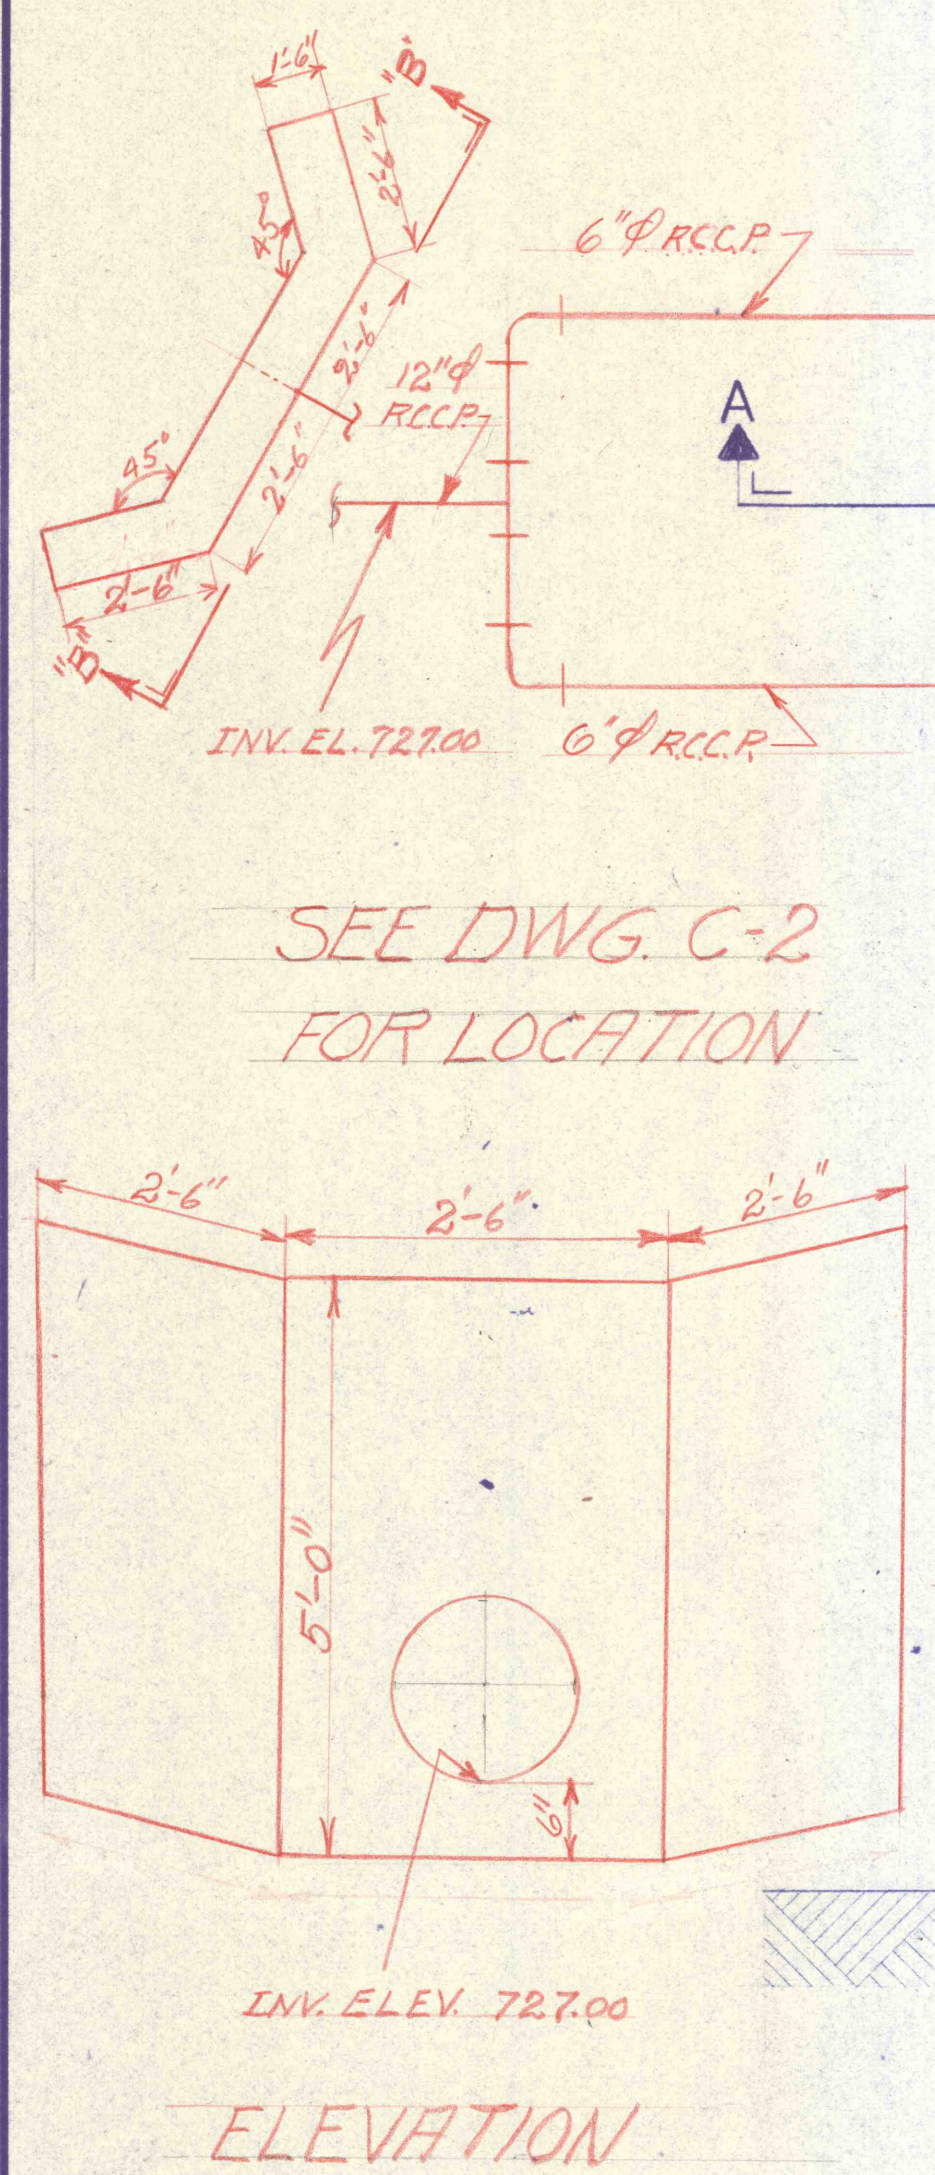 1'-6"
"B"
2'-6"
45°
6"⌀ R.C.C.P.
2'-6"
12"⌀
R.C.C.P.
A
45°
2'-6"
2'-6"
"B"
INV. EL. 727.00
6"⌀ R.C.C.P.
SEE DWG. C-2
FOR LOCATION
2'-6"
2'-6"
2'-6"
5'-0"
6"
INV. ELEV. 727.00
ELEVATION